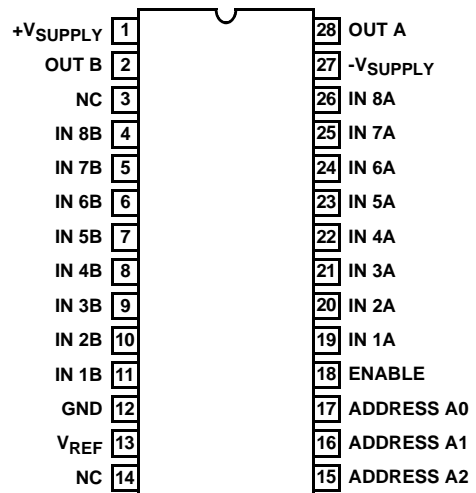 +VSUPPLY 1 28 OUT A
OUT B 2 27 -VSUPPLY
NC 3 26 IN 8A
IN 8B 4 25 IN 7A
IN 7B 5 24 IN 6A
IN 6B 6 23 IN 5A
IN 5B 7 22 IN 4A
IN 4B 8 21 IN 3A
IN 3B 9 20 IN 2A
IN 2B 10 19 IN 1A
IN 1B 11 18 ENABLE
GND 12 17 ADDRESS A0
VREF 13 16 ADDRESS A1
NC 14 15 ADDRESS A2